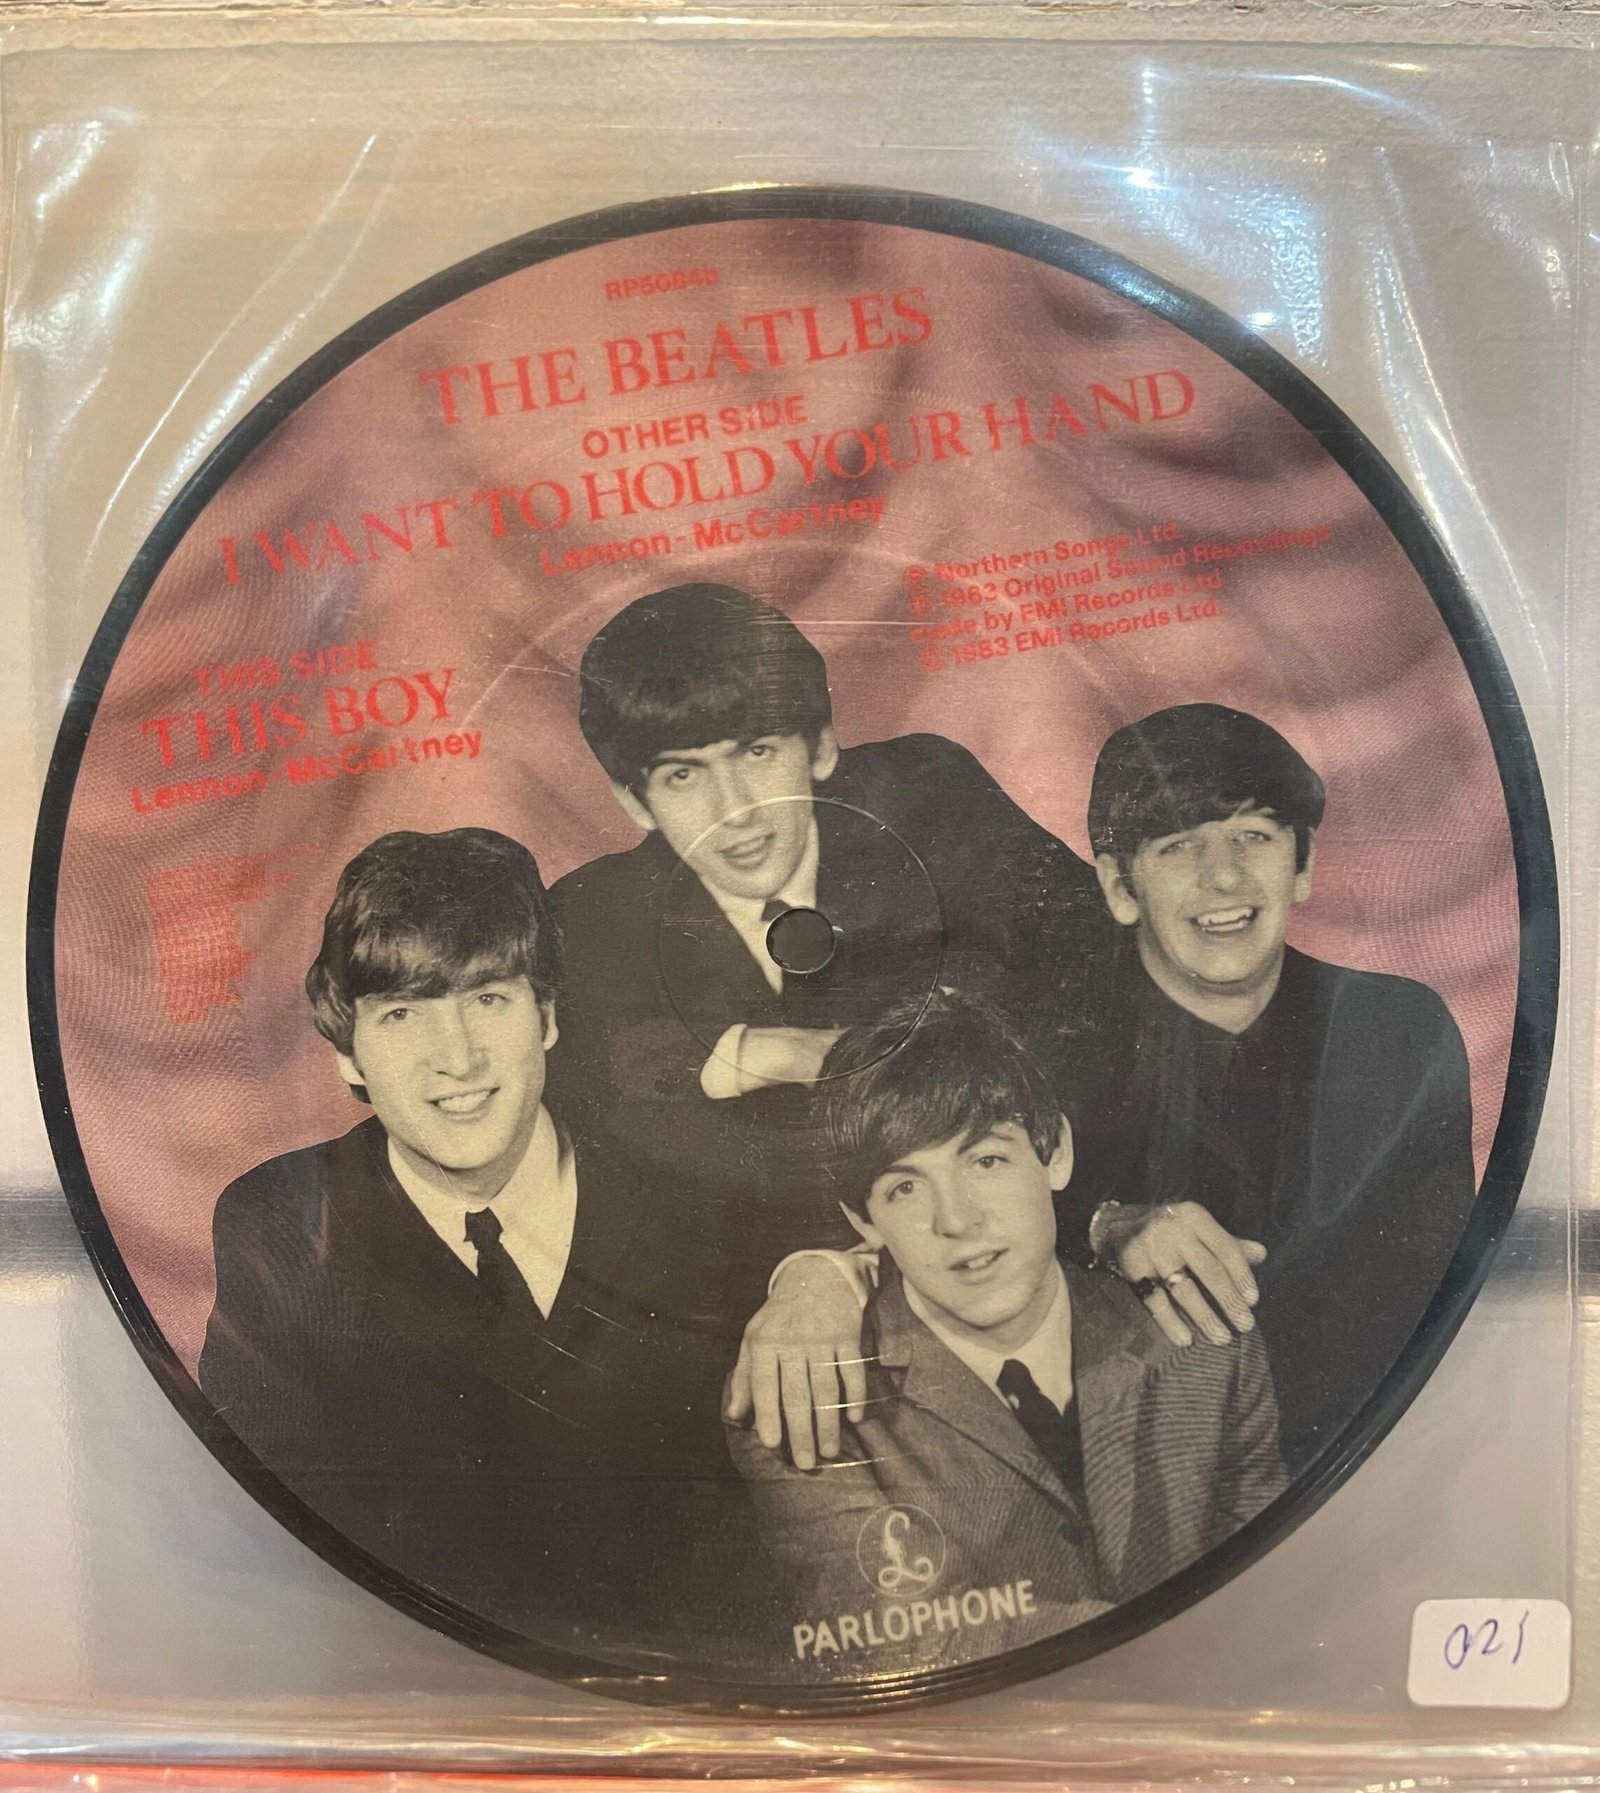 RP5084b
THE BEATLES
OTHER SIDE
I WANT TO HOLD YOUR HAND
Lennon-McCartney
℗ Northern Songs Ltd.
℗ 1963 Original Sound Recordings
made by EMI Records Ltd.
© 1983 EMI Records Ltd.
THIS SIDE
THIS BOY
Lennon-McCartney
£
PARLOPHONE
021